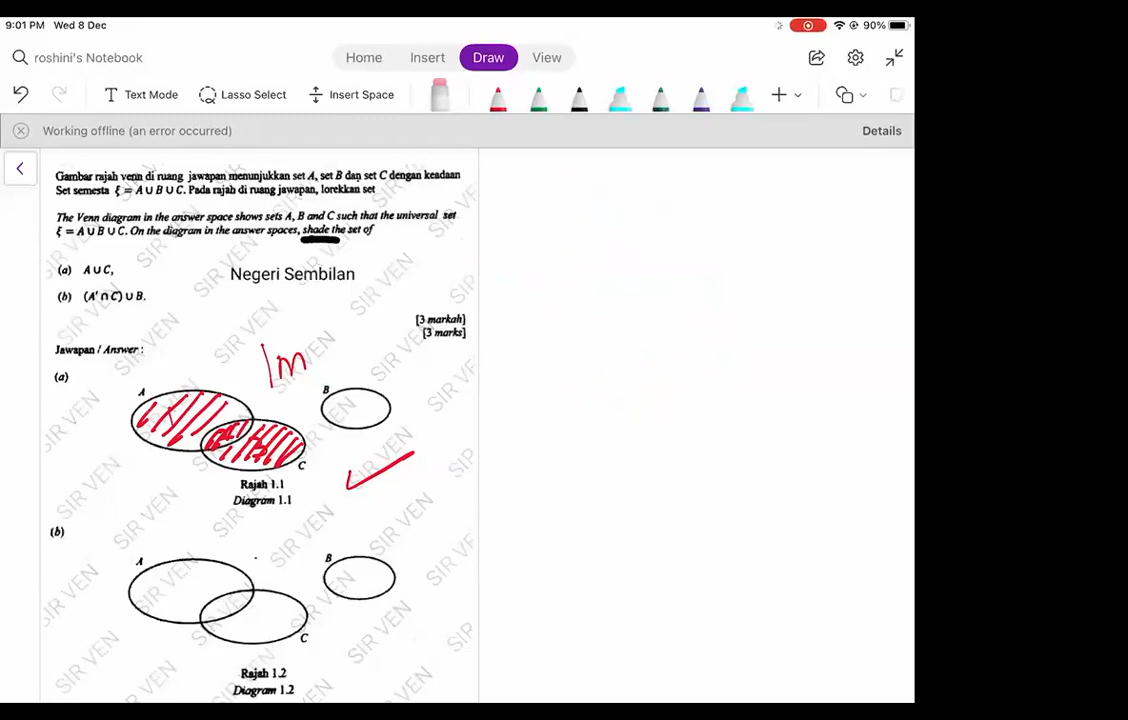 9:01 PM Wed 8 Dec
90%
roshini's Notebook
Home Insert Draw View
Text Mode Lasso Select Insert Space
Working offline (an error occurred) Details
Gambar rajah venn di ruang jawapan menunjukkan set A, set B dan set C dengan keadaan
Set semesta ξ = A ∪ B ∪ C. Pada rajah di ruang jawapan, lorekkan set
The Venn diagram in the answer space shows sets A, B and C such that the universal set
ξ = A ∪ B ∪ C. On the diagram in the answer spaces, shade the set of
(a) A ∪ C,
Negeri Sembilan
(b) (A' ∩ C) ∪ B.
[3 markah]
[3 marks]
Jawapan / Answer :
1m
(a)
A
B
C
Rajah 1.1
Diagram 1.1
(b)
A
B
C
Rajah 1.2
Diagram 1.2
SIR VEN